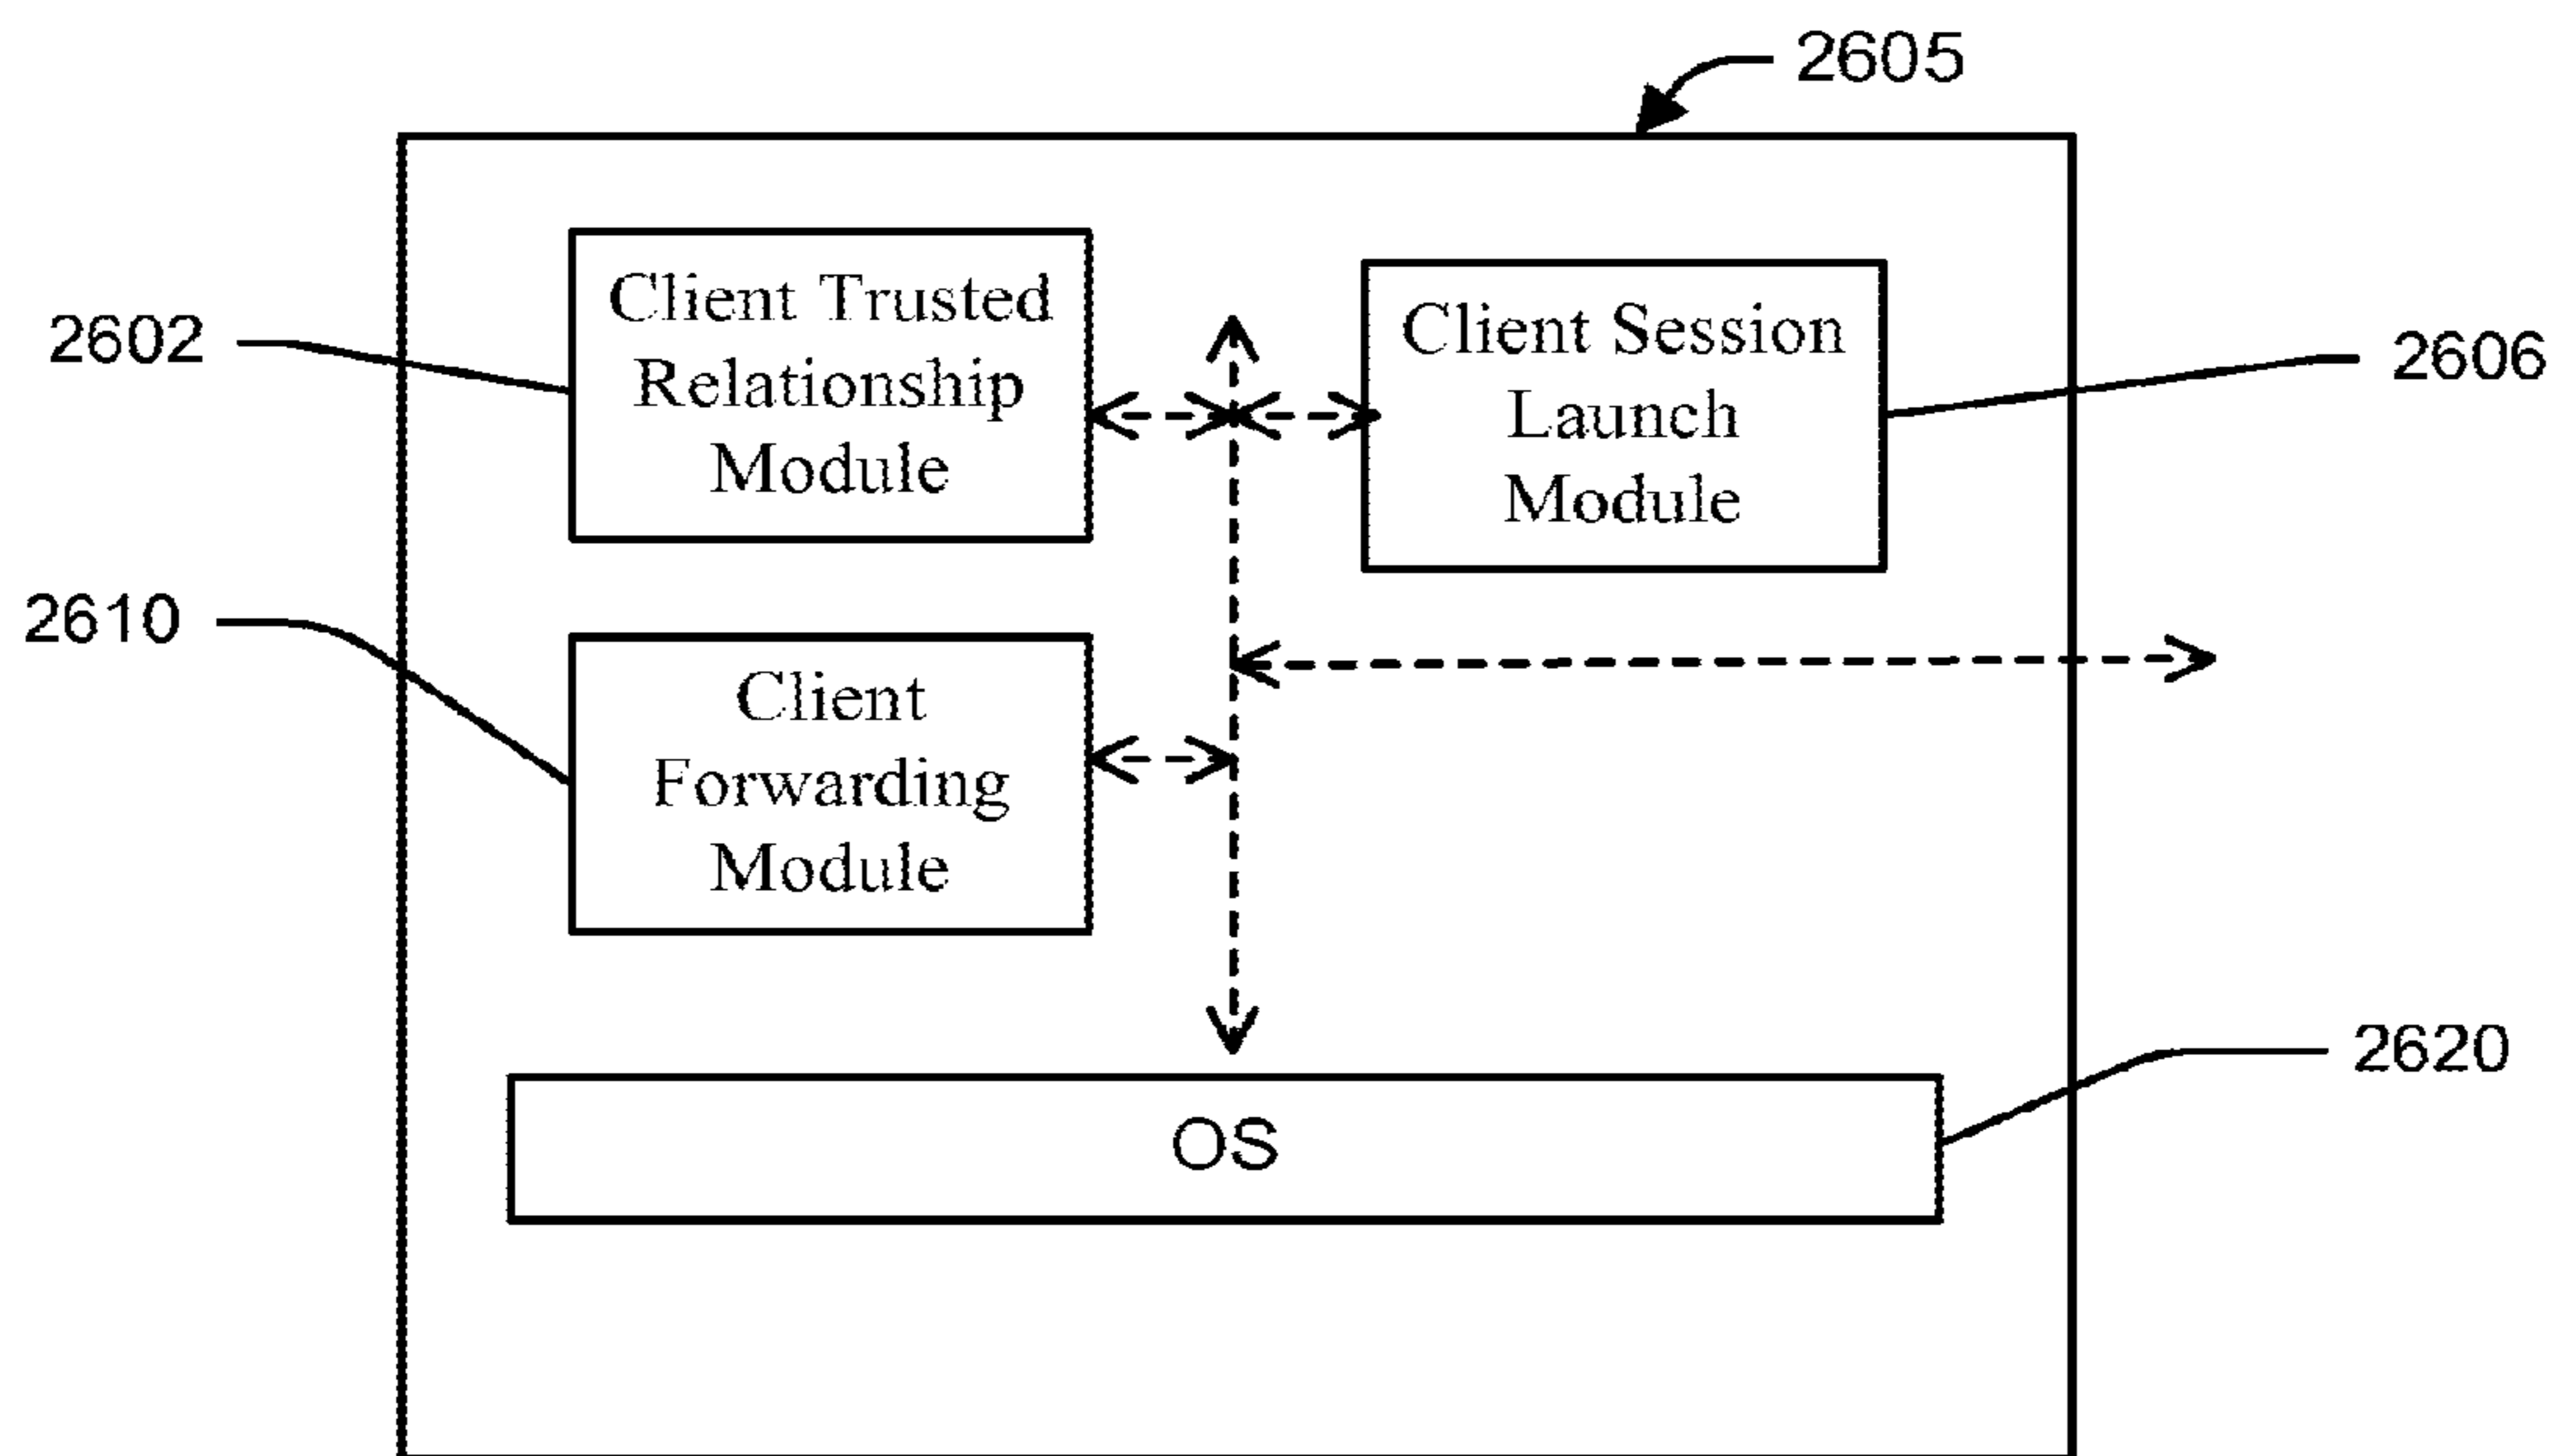 2605
Client Trusted
Relationship
Module
Client Session
Launch
Module
2602
2606
2610
Client
Forwarding
Module
2620
OS